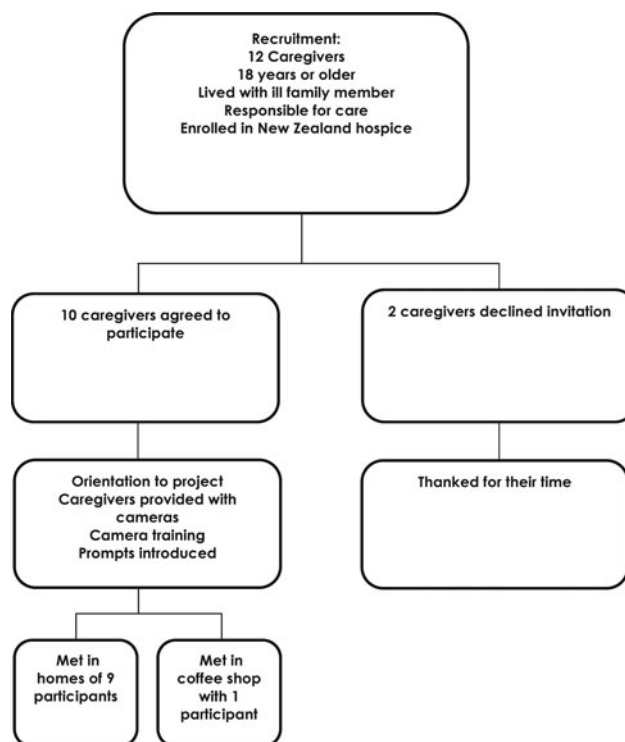 Recruitment:
12 Caregivers
18 years or older
Lived with ill family member
Responsible for care
Enrolled in New Zealand hospice
10 caregivers agreed to
participate
2 caregivers declined invitation
Orientation to project
Caregivers provided with
cameras
Camera training
Prompts introduced
Thanked for their time
Met in
homes of 9
participants
Met in
coffee shop
with 1
participant